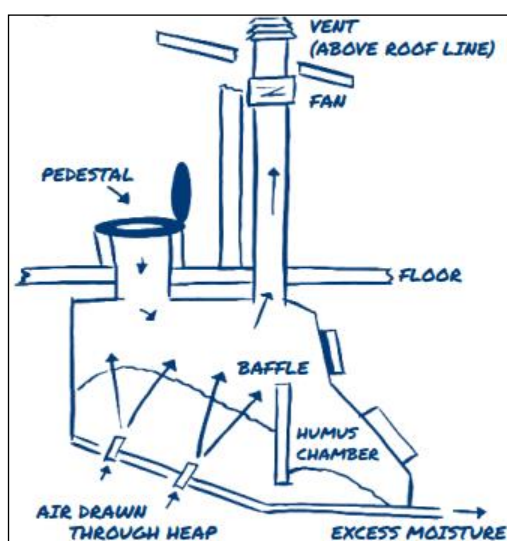 VENT
(ABOVE ROOF LINE)
FAN
PEDESTAL
FLOOR
BAFFLE
HUMUS
CHAMBER
AIR DRAWN
THROUGH HEAP
EXCESS MOISTURE